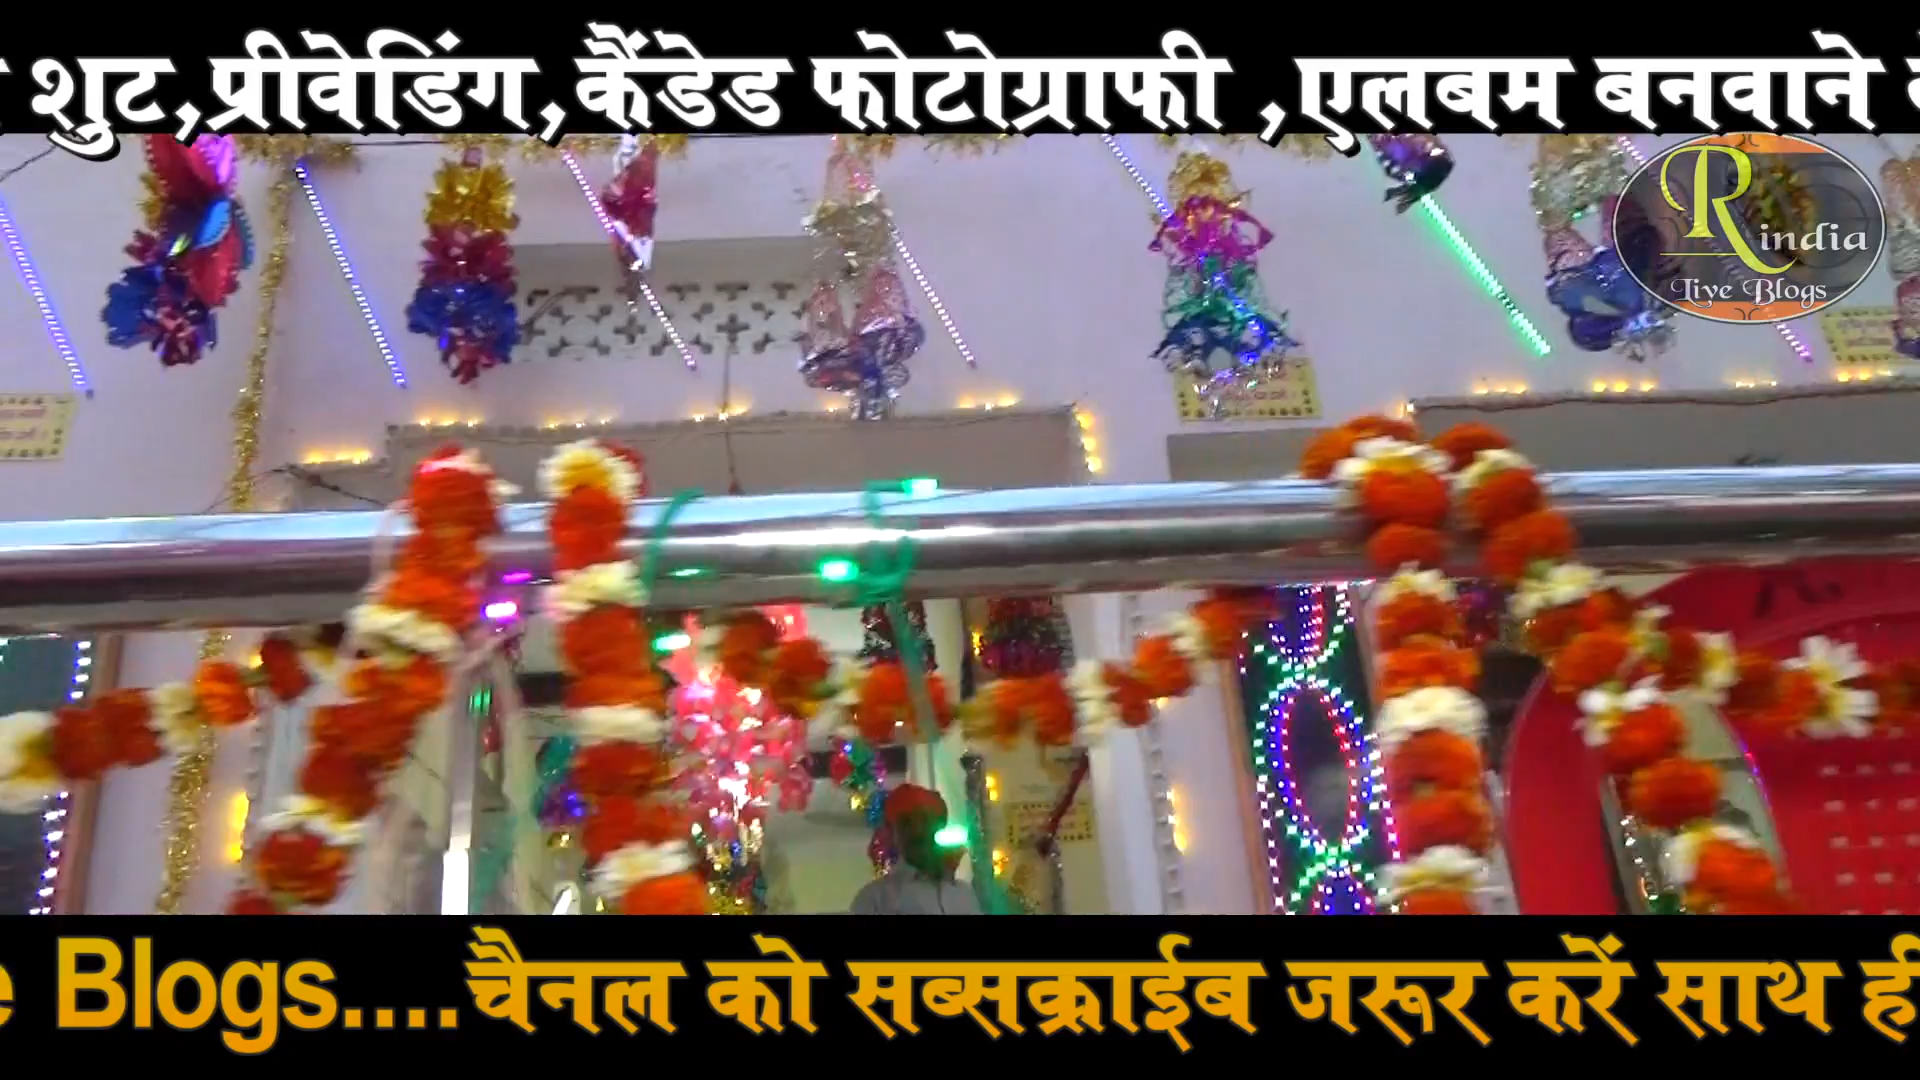 शुट,प्रीवेडिंग,कैंडेड फोटोग्राफी ,एलबम बनवाने
R india
Live Blogs
Blogs....चैनल को सब्सक्राईब जरूर करें साथ ही